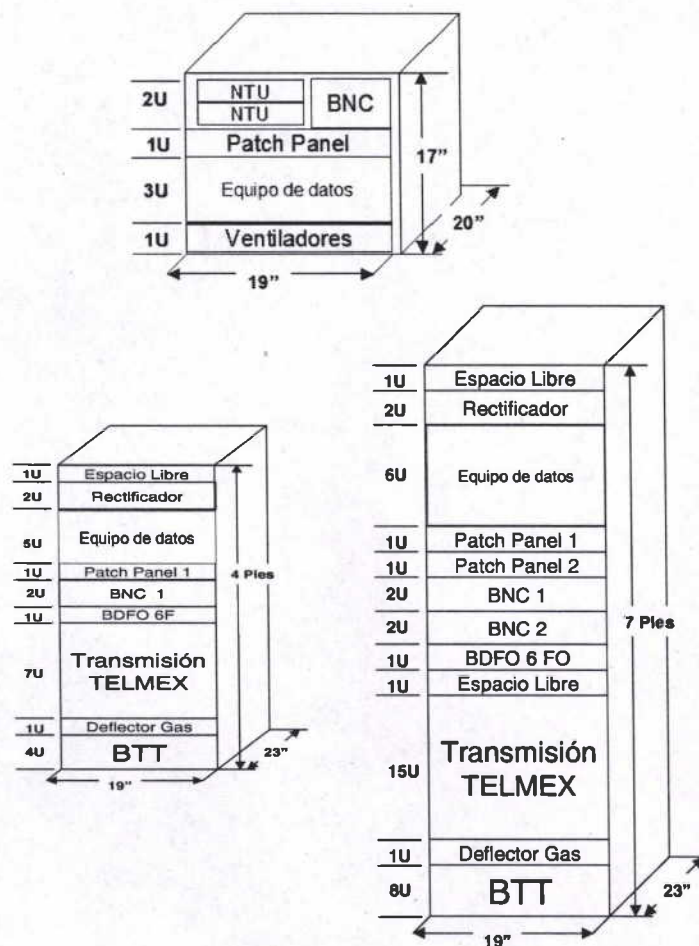 2U NTU BNC
NTU
1U Patch Panel
3U Equipo de datos
1U Ventiladores
17"
20"
19"
1U Espacio Libre
2U Rectificador
5U Equipo de datos
1U Patch Panel 1
2U BNC 1
1U BDFO 6F
7U Transmisión
TELMEX
1U Deflector Gas
4U BTT
4 Pies
23"
19"
1U Espacio Libre
2U Rectificador
6U Equipo de datos
1U Patch Panel 1
1U Patch Panel 2
2U BNC 1
2U BNC 2
1U BDFO 6 FO
1U Espacio Libre
15U Transmisión
TELMEX
1U Deflector Gas
8U BTT
7 Pies
23"
19"